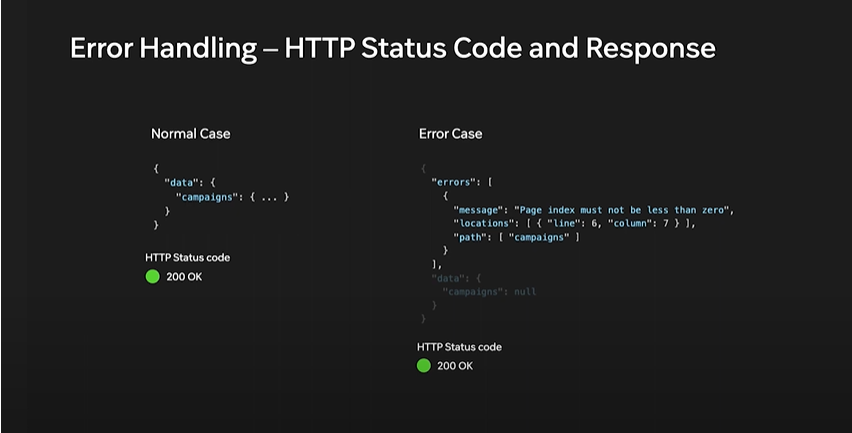 Error Handling – HTTP Status Code and Response
Normal Case
{
"data": {
"campaigns": { ... }
}
}
HTTP Status code
200 OK
Error Case
{
"errors": [
{
"message": "Page index must not be less than zero",
"locations": [ { "line": 6, "column": 7 } ],
"path": [ "campaigns" ]
}
],
"data": {
"campaigns": null
}
}
HTTP Status code
200 OK